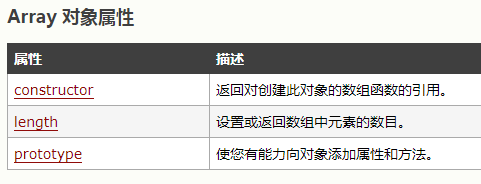 Array 对象属性
属性 描述
constructor 返回对创建此对象的数组函数的引用。
length 设置或返回数组中元素的数目。
prototype 使您有能力向对象添加属性和方法。